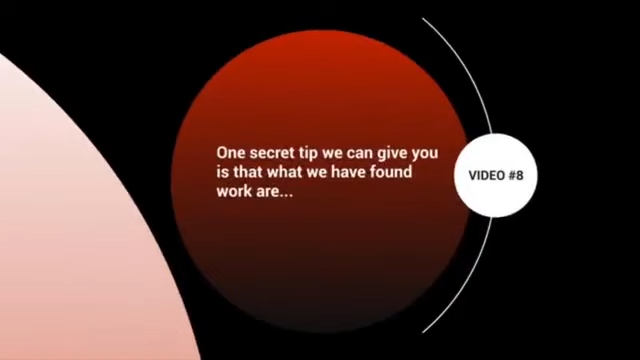 One secret tip we can give you
is that what we have found
work are...
VIDEO #8